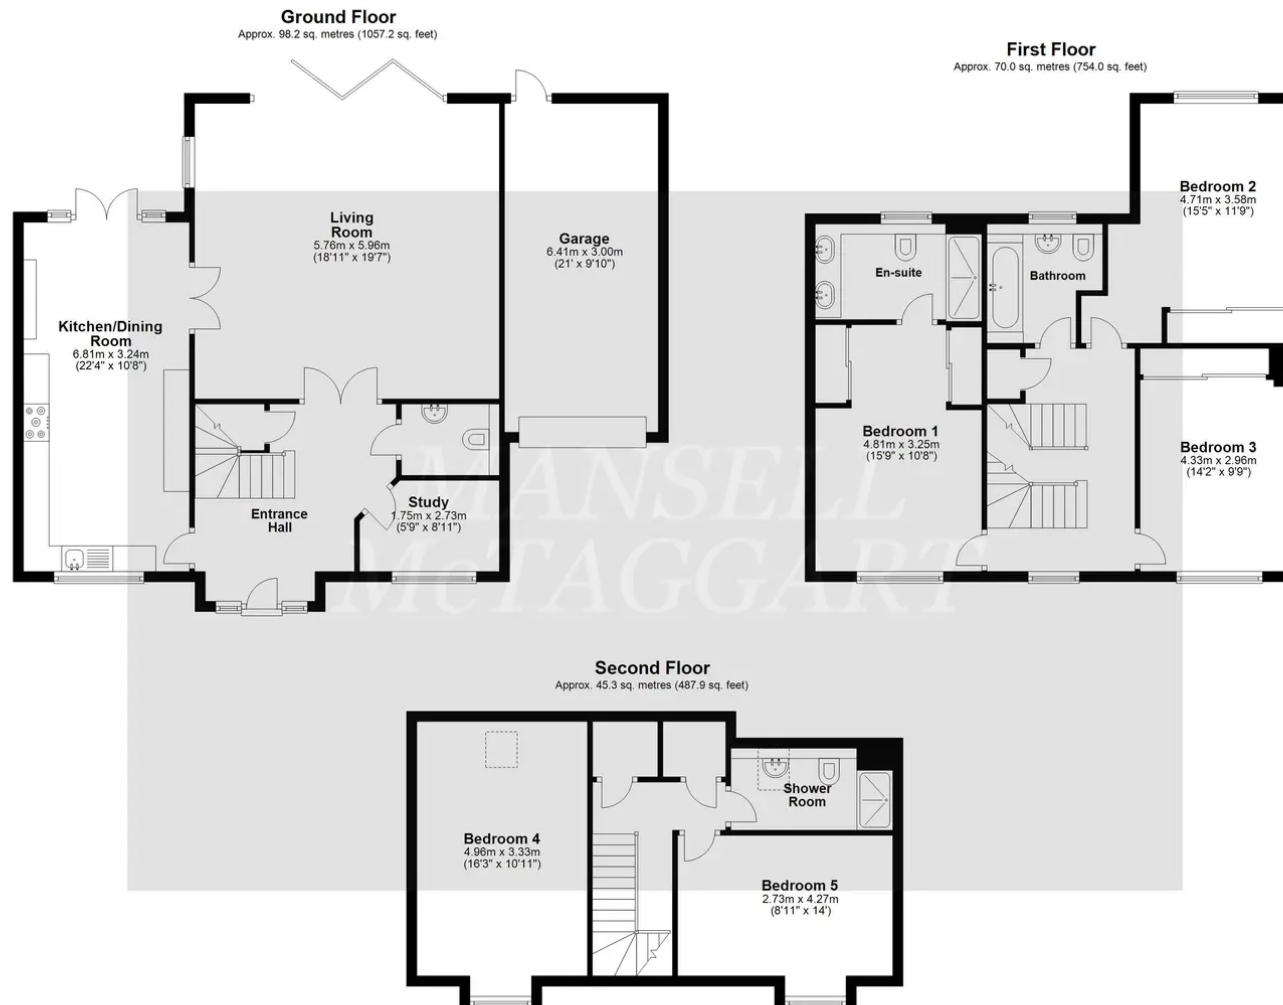 Ground Floor
Approx. 98.2 sq. metres (1057.2 sq. feet)
First Floor
Approx. 70.0 sq. metres (754.0 sq. feet)
Living
Room
5.76m x 5.96m
(18'11" x 19'7")
Garage
6.41m x 3.00m
(21' x 9'10")
Kitchen/Dining
Room
6.81m x 3.24m
(22'4" x 10'8")
Study
1.75m x 2.73m
(5'9" x 8'11")
Entrance
Hall
Bedroom 2
4.71m x 3.58m
(15'5" x 11'9")
En-suite
Bathroom
Bedroom 1
4.81m x 3.25m
(15'9" x 10'8")
Bedroom 3
4.33m x 2.96m
(14'2" x 9'9")
MANSELL
McTAGGART
Second Floor
Approx. 45.3 sq. metres (487.9 sq. feet)
Shower
Room
Bedroom 4
4.96m x 3.33m
(16'3" x 10'11")
Bedroom 5
2.73m x 4.27m
(8'11" x 14')